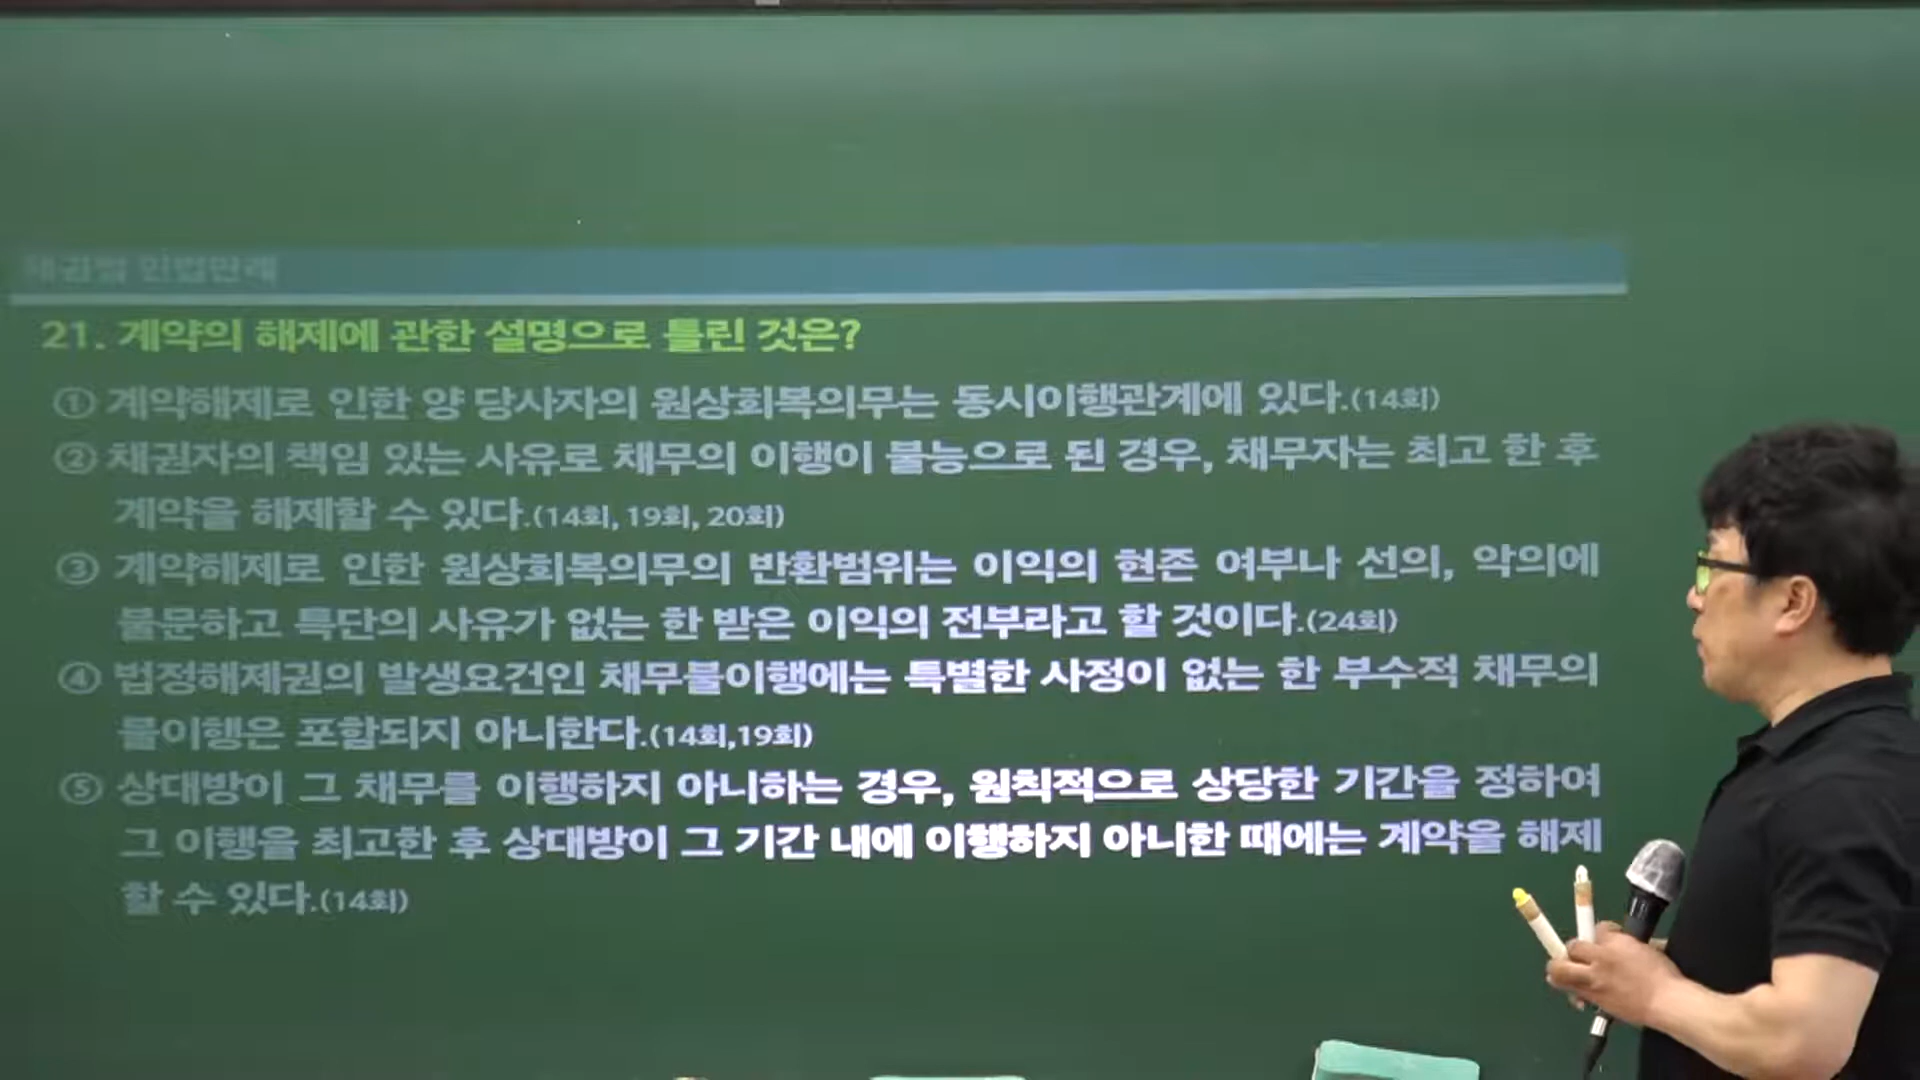 채권법 민법판례
21. 계약의 해제에 관한 설명으로 틀린 것은?
① 계약해제로 인한 양 당사자의 원상회복의무는 동시이행관계에 있다.(14회)
② 채권자의 책임 있는 사유로 채무의 이행이 불능으로 된 경우, 채무자는 최고 한 후
계약을 해제할 수 있다.(14회, 19회, 20회)
③ 계약해제로 인한 원상회복의무의 반환범위는 이익의 현존 여부나 선의, 악의에
불문하고 특단의 사유가 없는 한 받은 이익의 전부라고 할 것이다.(24회)
④ 법정해제권의 발생요건인 채무불이행에는 특별한 사정이 없는 한 부수적 채무의
불이행은 포함되지 아니한다.(14회,19회)
⑤ 상대방이 그 채무를 이행하지 아니하는 경우, 원칙적으로 상당한 기간을 정하여
그 이행을 최고한 후 상대방이 그 기간 내에 이행하지 아니한 때에는 계약을 해제
할 수 있다.(14회)